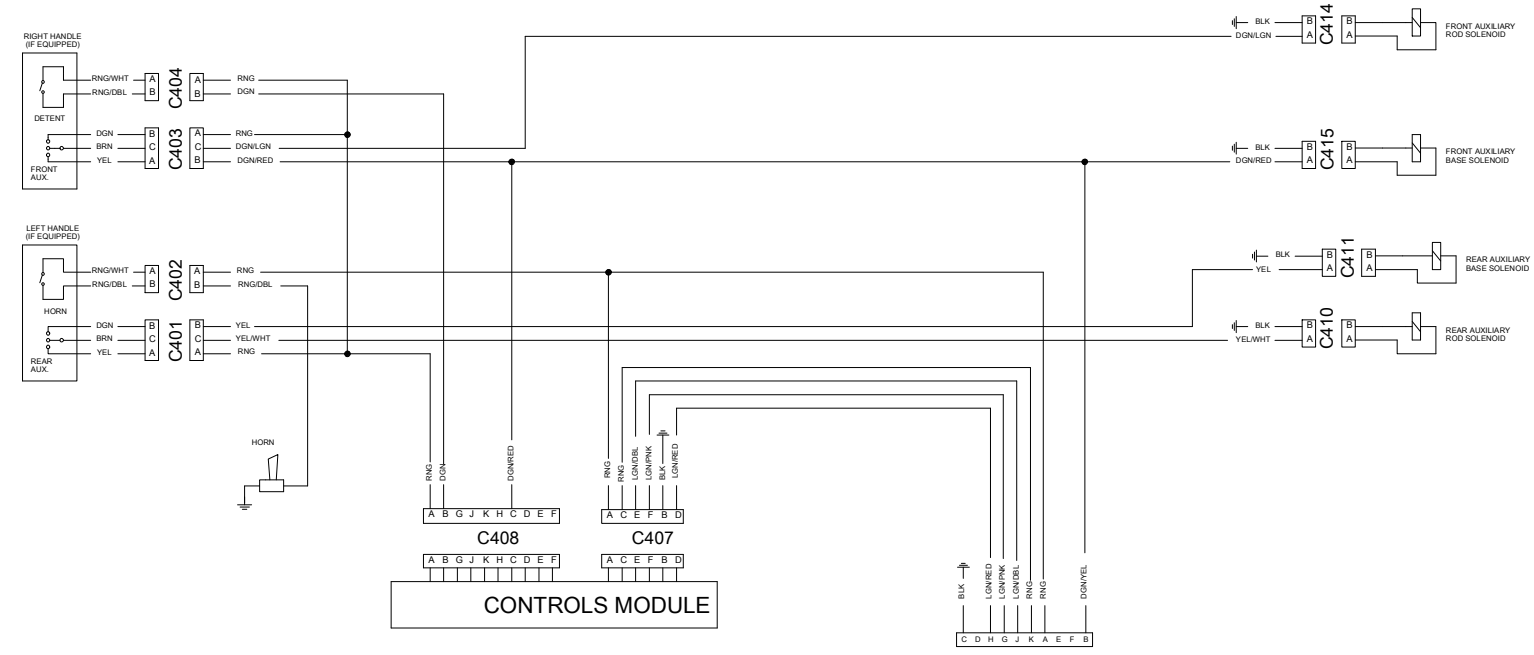 RIGHT HANDLE
(IF EQUIPPED)
RNG/WHT A C404 A RNG
RNG/DBL B B DGN
DETENT
DGN B C403 A RNG
BRN C C DGN/LGN
YEL A B DGN/RED
FRONT
AUX.
BLK B C414 B
DGN/LGN A A
FRONT AUXILIARY
ROD SOLENOID
BLK B C415 B
DGN/RED A A
FRONT AUXILIARY
BASE SOLENOID
LEFT HANDLE
(IF EQUIPPED)
RNG/WHT A C402 A RNG
RNG/DBL B B RNG/DBL
HORN
DGN B C401 B YEL
BRN C C YEL/WHT
YEL A A RNG
REAR
AUX.
BLK B C411 B
YEL A A
REAR AUXILIARY
BASE SOLENOID
BLK B C410 B
YEL/WHT A A
REAR AUXILIARY
ROD SOLENOID
HORN
RNG DGN DGN/RED
RNG RNG LGN/DBL LGN/PNK BLK LGN/RED
A B G J K H C D E F
A C E F B D
C408 C407
A B G J K H C D E F
A C E F B D
CONTROLS MODULE
BLK LGN/RED LGN/PNK LGN/DBL RNG RNG DGN/YEL
C D H G J K A E F B